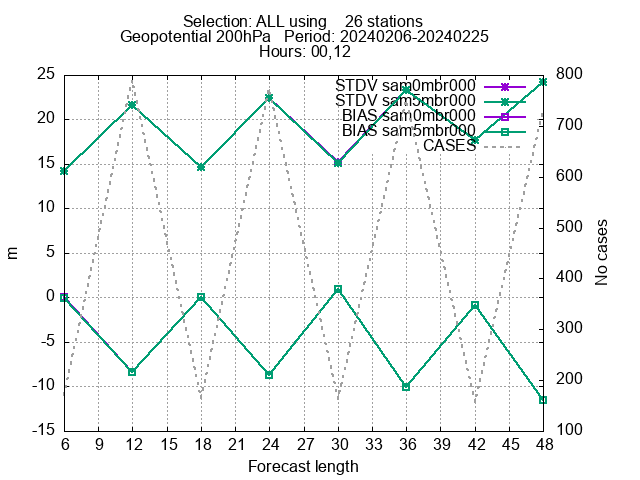 Selection: ALL using 26 stations
Geopotential 200hPa Period: 20240206-20240225
Hours: 00,12
STDV sam0mbr000
STDV sam5mbr000
BIAS sam0mbr000
BIAS sam5mbr000
CASES
25
20
15
10
5
0
-5
-10
-15
m
800
700
600
500
400
300
200
100
No cases
6 9 12 15 18 21 24 27 30 33 36 39 42 45 48
Forecast length